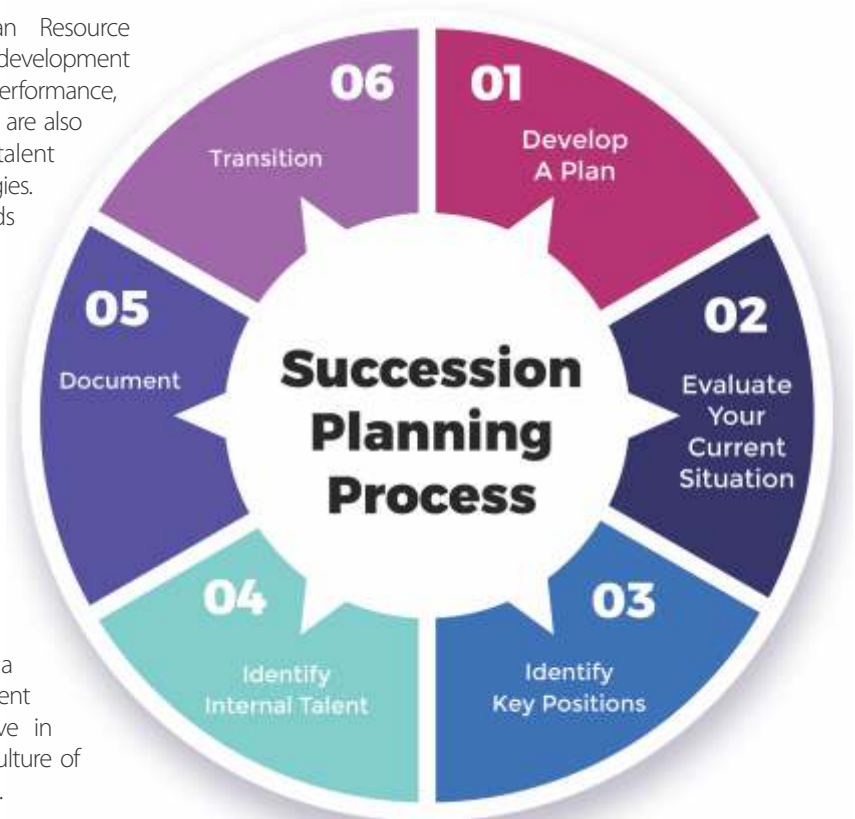 an Resource
development
erformance,
are also
talent
gies.
ds
a
ent
ve in
ulture of
.
06
Transition
01
Develop
A Plan
05
Document
02
Evaluate
Your
Current
Situation
Succession
Planning
Process
04
Identify
Internal Talent
03
Identify
Key Positions